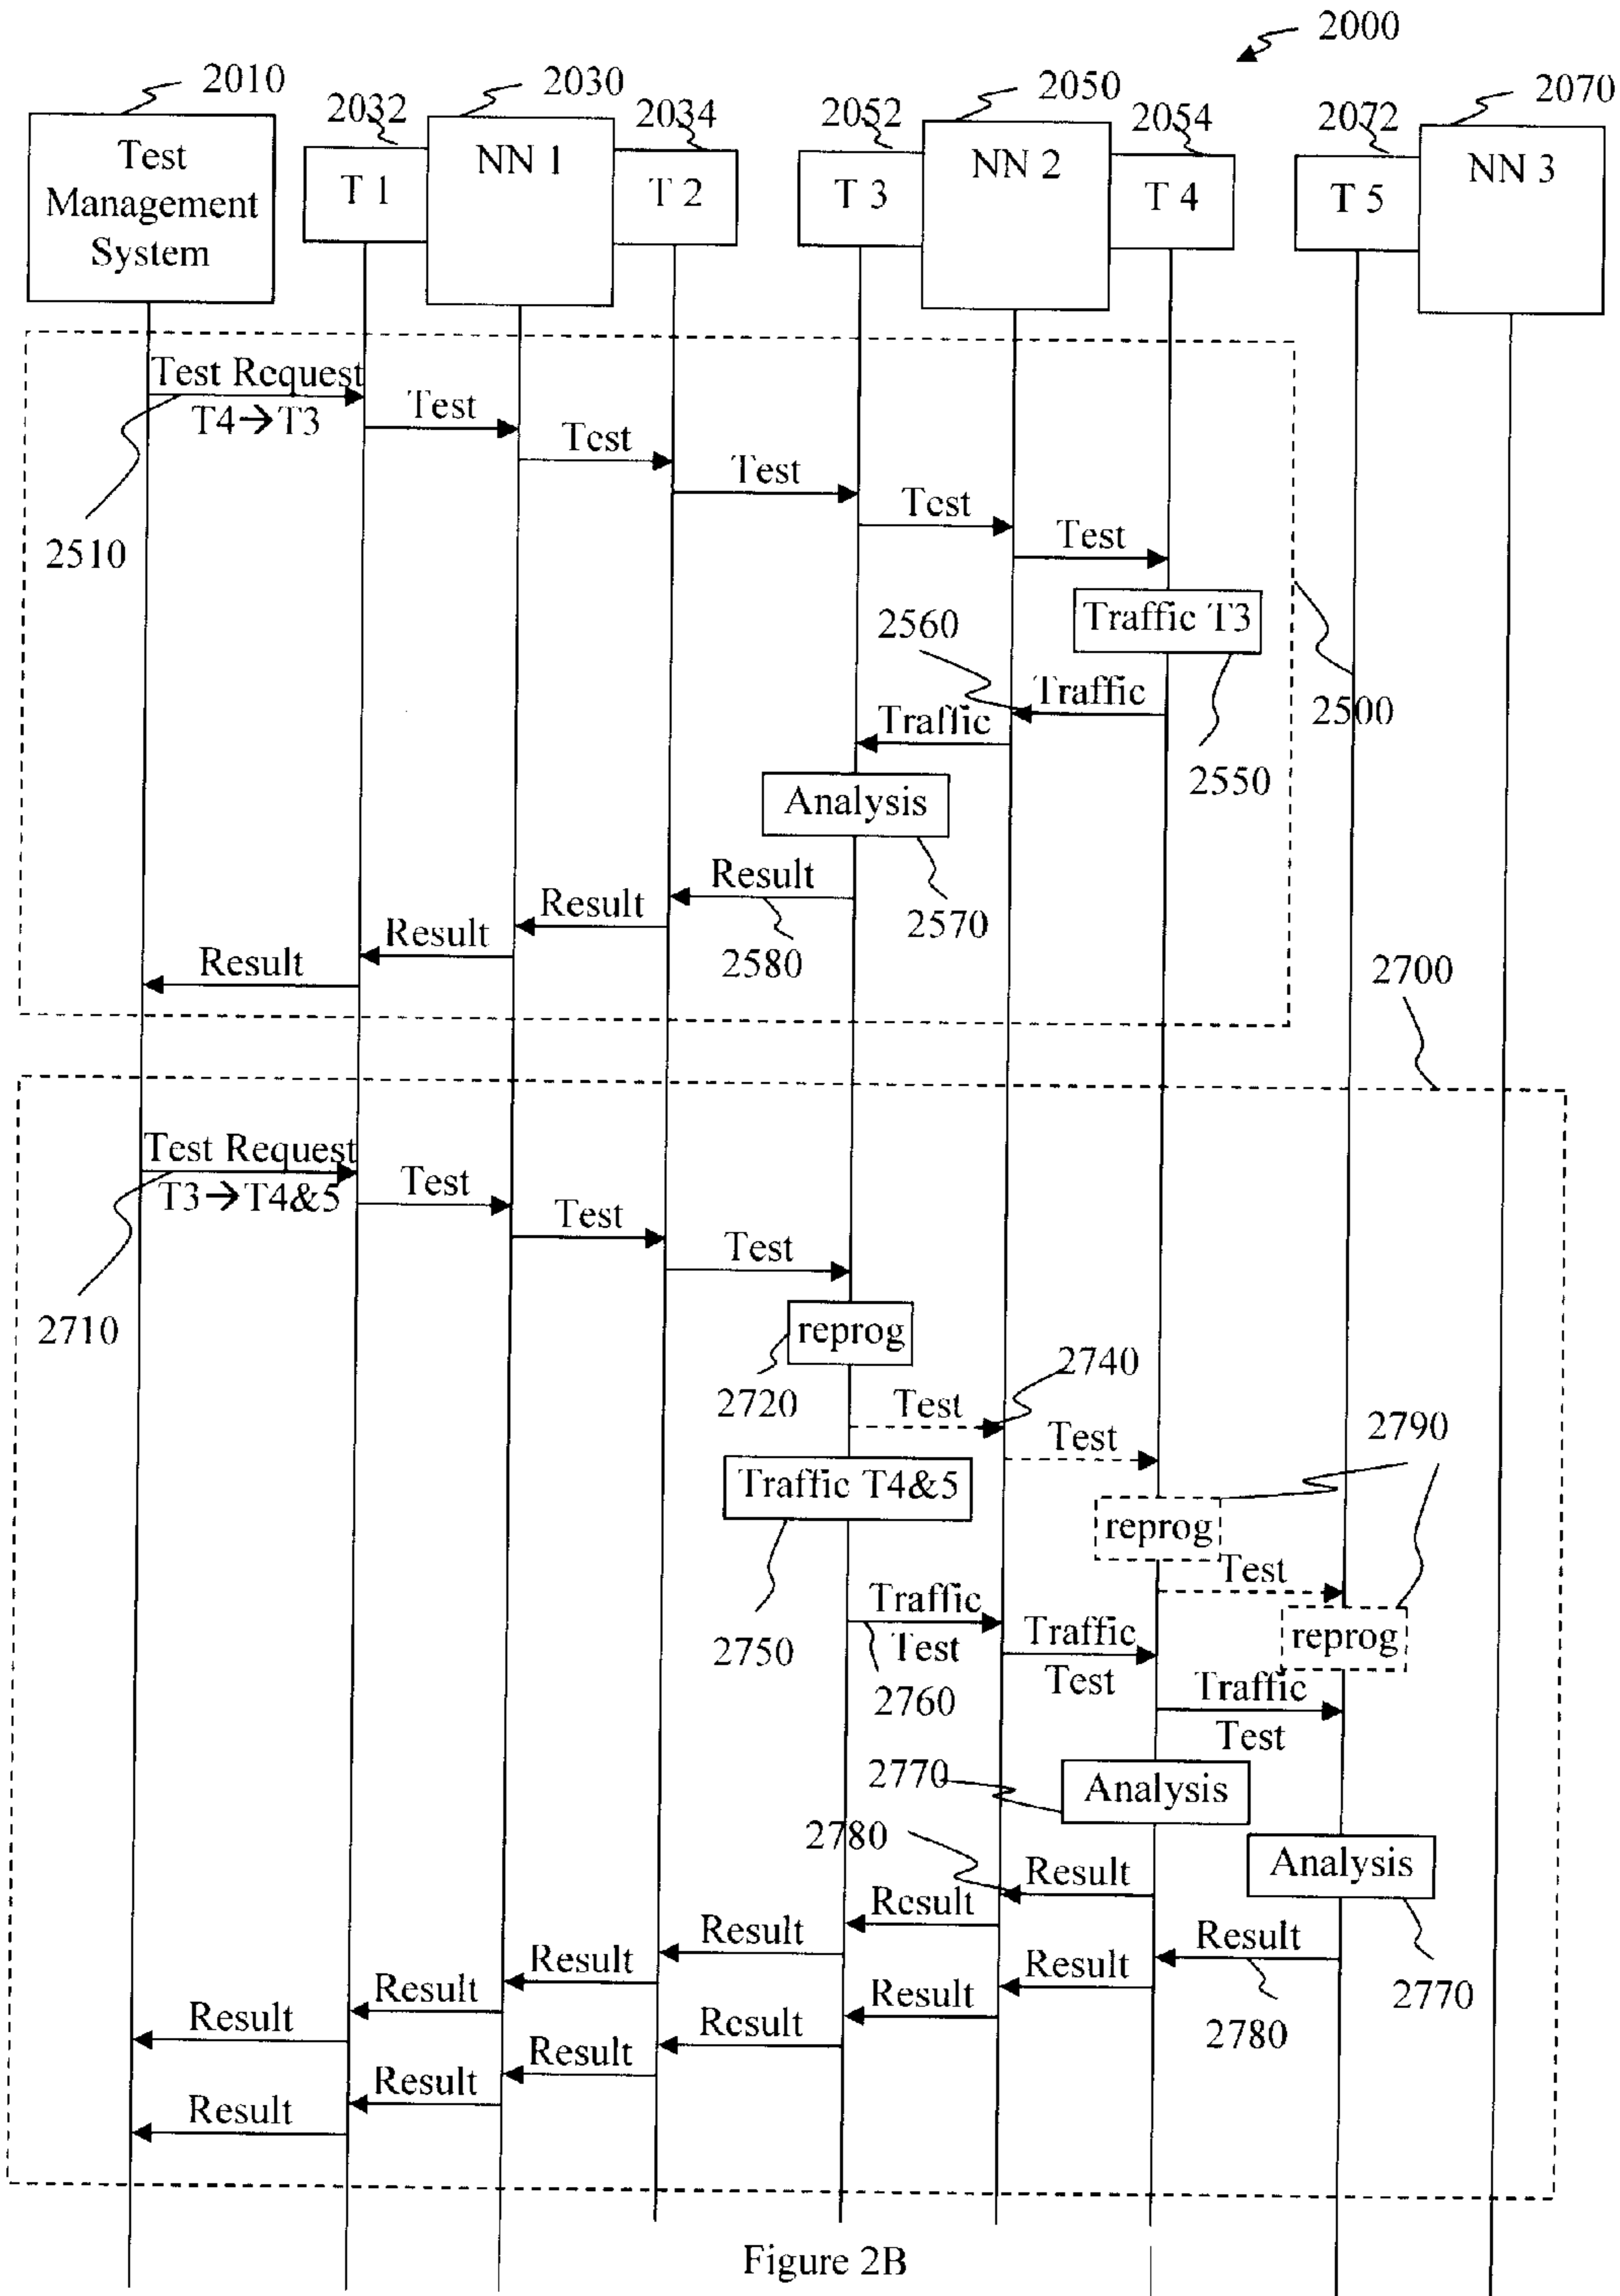 2000
2010
2032
2030
2034
2052
2050
2054
2072
2070
Test
Management
System
T 1
NN 1
T 2
T 3
NN 2
T 4
T 5
NN 3
Test Request
T4→T3
Test
Test
Test
Test
Test
2510
Traffic T3
2560
Traffic
2500
Traffic
2550
Analysis
Result
2570
Result
2580
Result
Result
2700
Test Request
T3→T4&5
Test
Test
Test
2710
reprog
2720
2740
Test
Test
2790
Traffic T4&5
reprog
Test
Traffic
Test
2750
2760
Traffic
Test
reprog
Traffic
Test
2770
Analysis
2780
Analysis
Result
Result
Result
Result
2770
Result
Result
2780
Result
Result
Result
Result
Result
Result
Result
Figure 2B